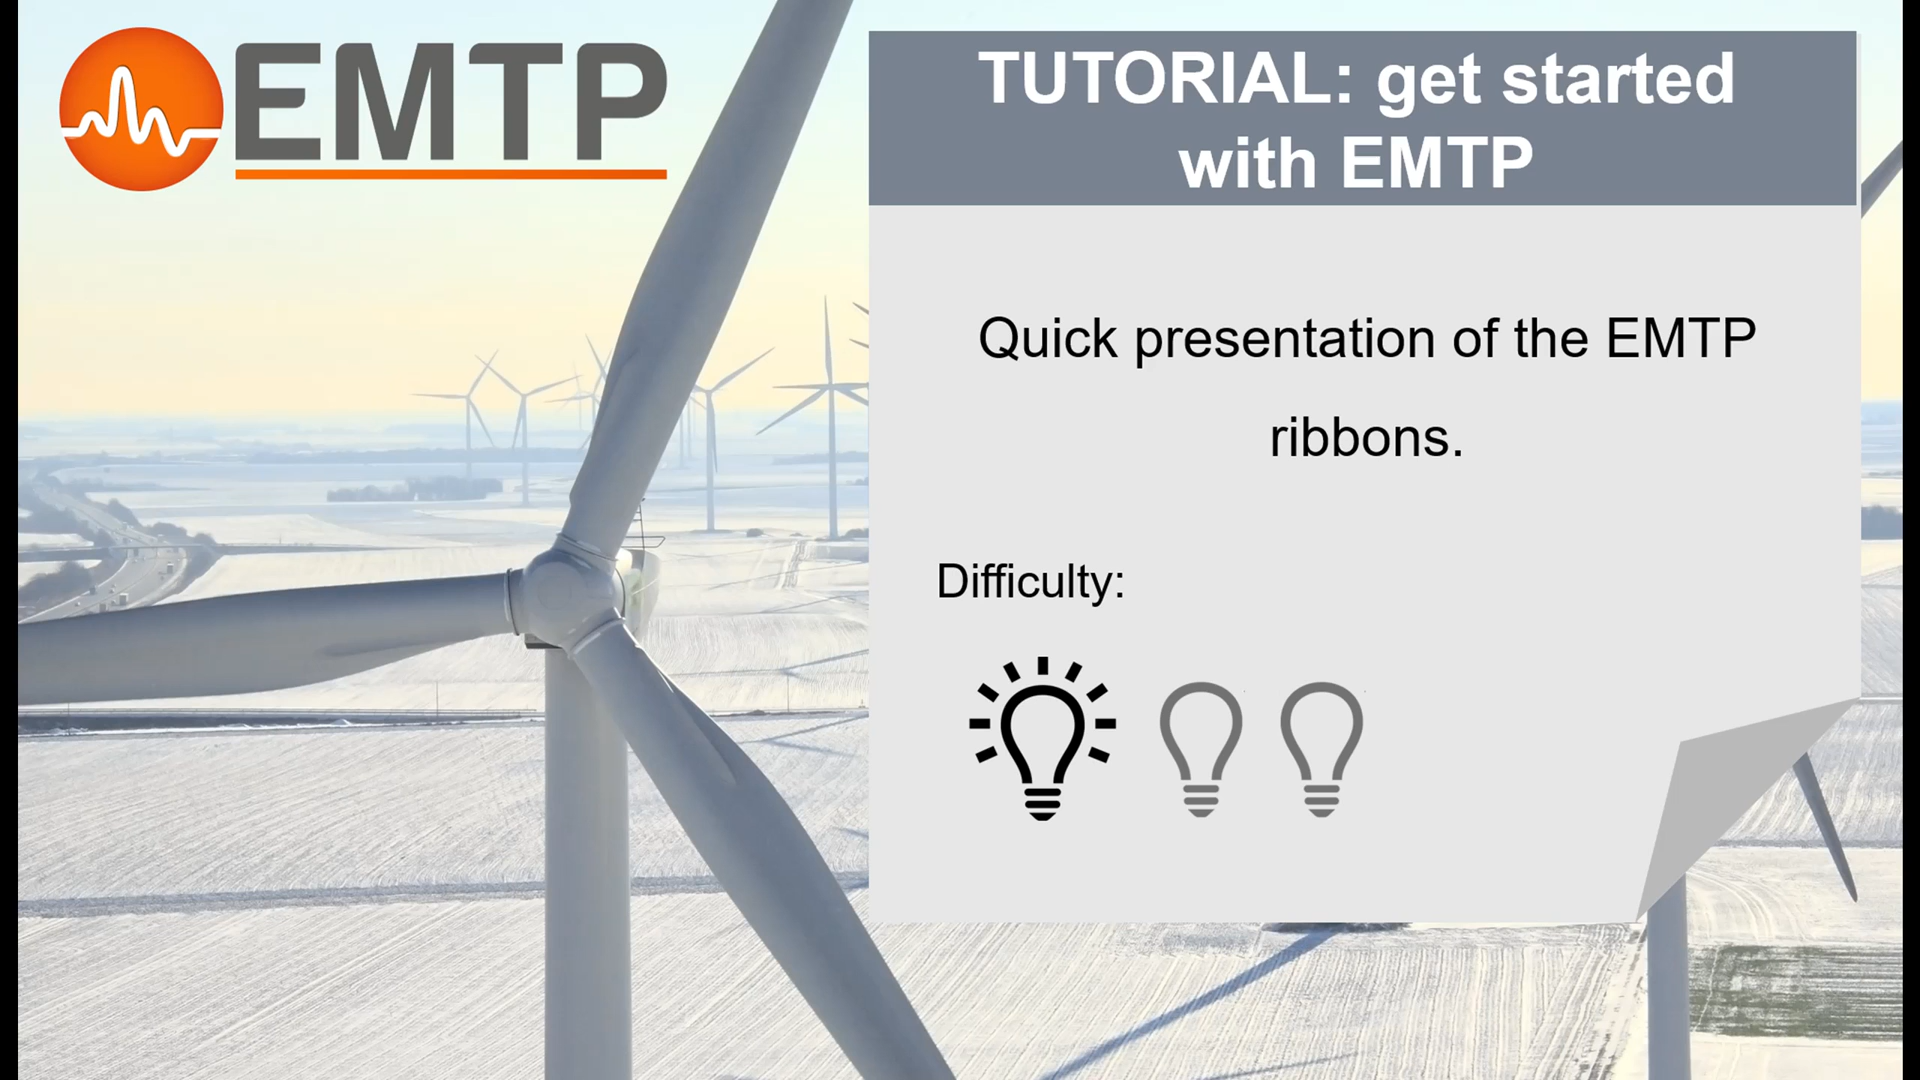 EMTP
TUTORIAL: get started
with EMTP
Quick presentation of the EMTP
ribbons.
Difficulty: